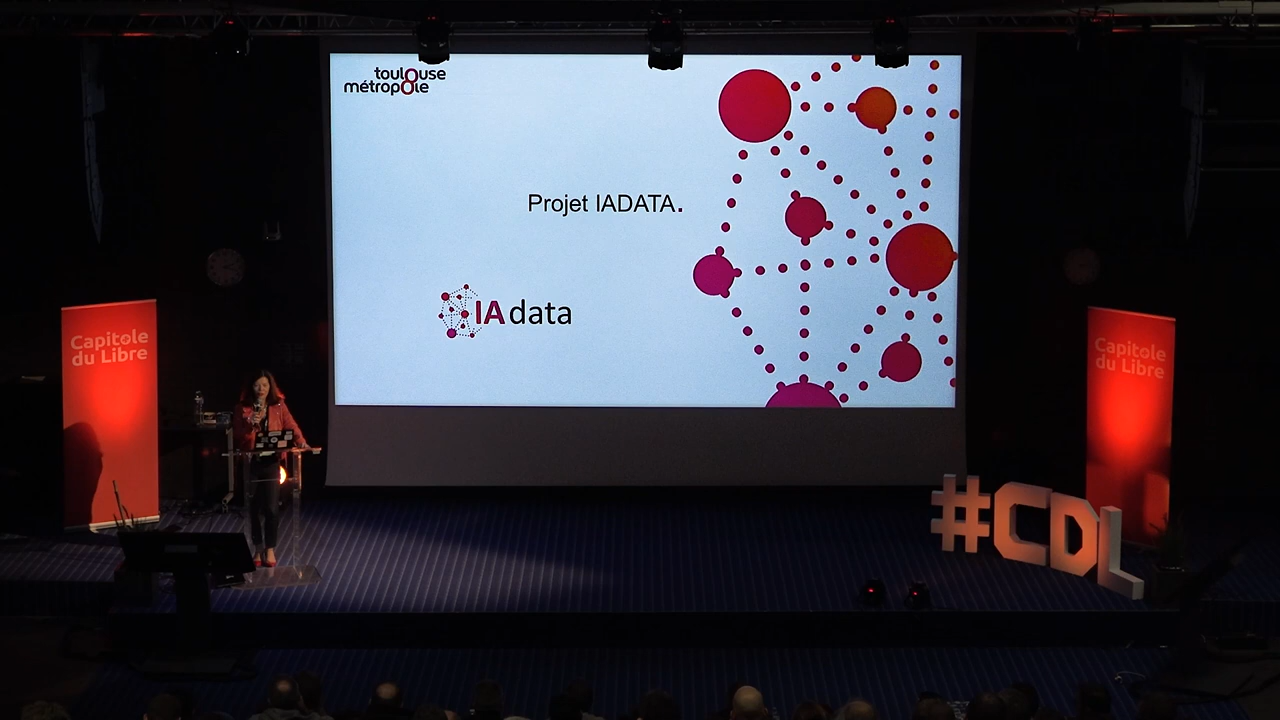 toulouse
métropole
Projet IADATA.
IAdata
Capitole
du Libre
Capitole
du Libre
#CDL